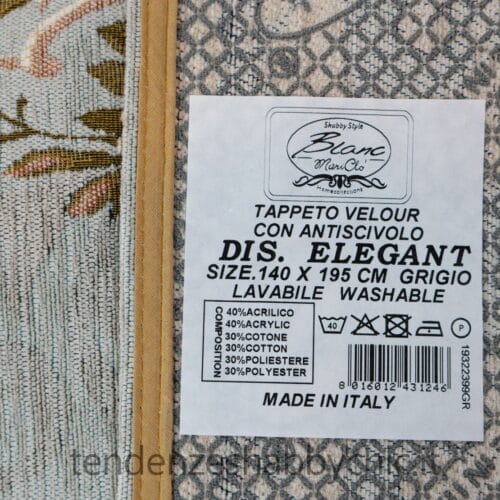 Shabby Style
Blanc
MariClò
Homecollections
TAPPETO VELOUR
CON ANTISCIVOLO
DIS. ELEGANT
SIZE.140 X 195 CM GRIGIO
LAVABILE WASHABLE
COMPOSITION
40%ACRILICO
40%ACRYLIC
30%COTONE
30%COTTON
30%POLIESTERE
30%POLYESTER
40
P
19322399GR
8 016012 431246
MADE IN ITALY
tendenzeshabbychic.it